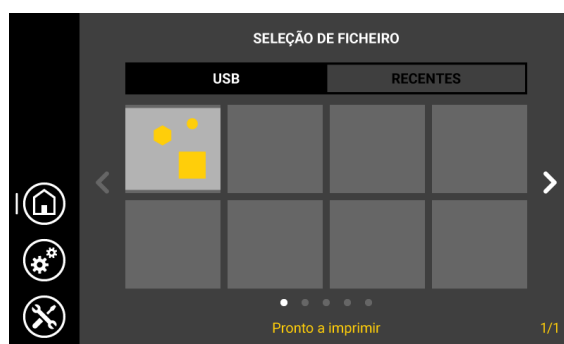 SELEÇÃO DE FICHEIRO
USB
RECENTES
Pronto a imprimir
1/1